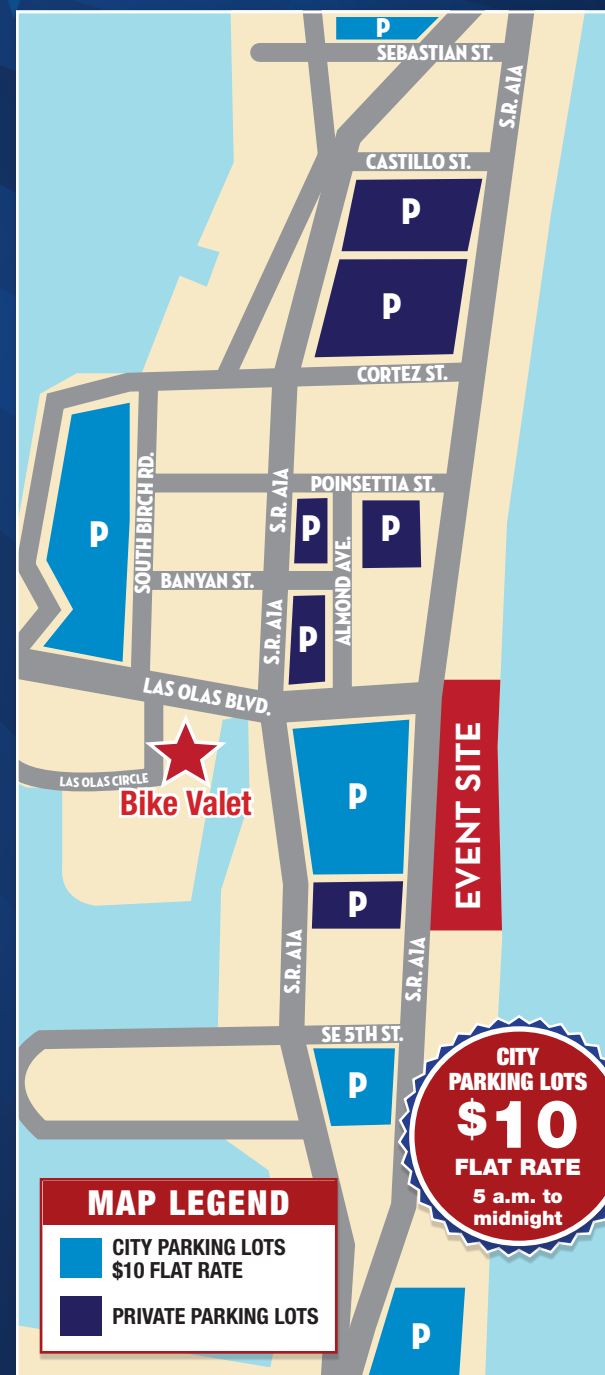 P
SEBASTIAN ST.
S.R. A1A
CASTILLO ST.
P
P
CORTEZ ST.
P
SOUTH BIRCH RD.
S.R. A1A
POINSETTIA ST.
P
P
ALMOND AVE.
BANYAN ST.
S.R. A1A
P
LAS OLAS BLVD.
LAS OLAS CIRCLE
Bike Valet
P
EVENT SITE
P
S.R. A1A
S.R. A1A
SE 5TH ST.
P
CITY
PARKING LOTS
$10
FLAT RATE
5 a.m. to
midnight
MAP LEGEND
CITY PARKING LOTS
$10 FLAT RATE
PRIVATE PARKING LOTS
P